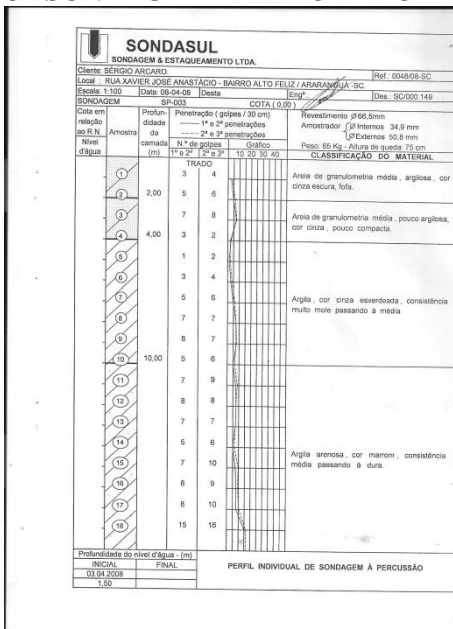 SONDASUL
SONDAGEM & ESTAQUEAMENTO LTDA.
Cliente: SÉRGIO ARCARO. Ref.: 0048/08-SC
Local : RUA XAVIER JOSÉ ANASTÁCIO - BAIRRO ALTO FELIZ / ARARANGUÁ -SC.
Escala: 1:100 Data: 08-04-08 Desta Engº Des.: SC/000.149
SONDAGEM SP-003 COTA ( 0,00 )
Cota em relação ao R.N.
Nível d'água
Amostra
Profundidade da camada (m)
Penetração ( golpes / 30 cm)
1ª e 2ª penetrações
2ª e 3ª penetrações
N.º de golpes Gráfico
1ª e 2ª 2ª e 3ª 10 20 30 40
Revestimento Ø66,5mm
Amostrador Ø Internos 34,9 mm
Ø Externos 50,8 mm
Peso: 65 Kg - Altura de queda: 75 cm
CLASSIFICAÇÃO DO MATERIAL
TRADO
1 3 4
2 2,00 5 6
3 7 8
4 4,00 3 2
5 1 2
6 3 4
7 5 6
8 7 7
9 8 7
10 10,00 5 6
11 7 9
12 8 8
13 7 7
14 5 6
15 7 10
16 8 9
17 8 10
18 15 16
Areia de granulometria média , argilosa , cor
cinza escura, fofa.
Areia de granulometria média , pouco argilosa,
cor cinza , pouco compacta.
Argila , cor cinza esverdeada , consistência
muito mole passando à média.
Argila arenosa , cor marrom , consistência
média passando à dura.
Profundidade do nível d'água - (m)
INICIAL FINAL
03.04.2008
1,50
PERFIL INDIVIDUAL DE SONDAGEM À PERCUSSÃO